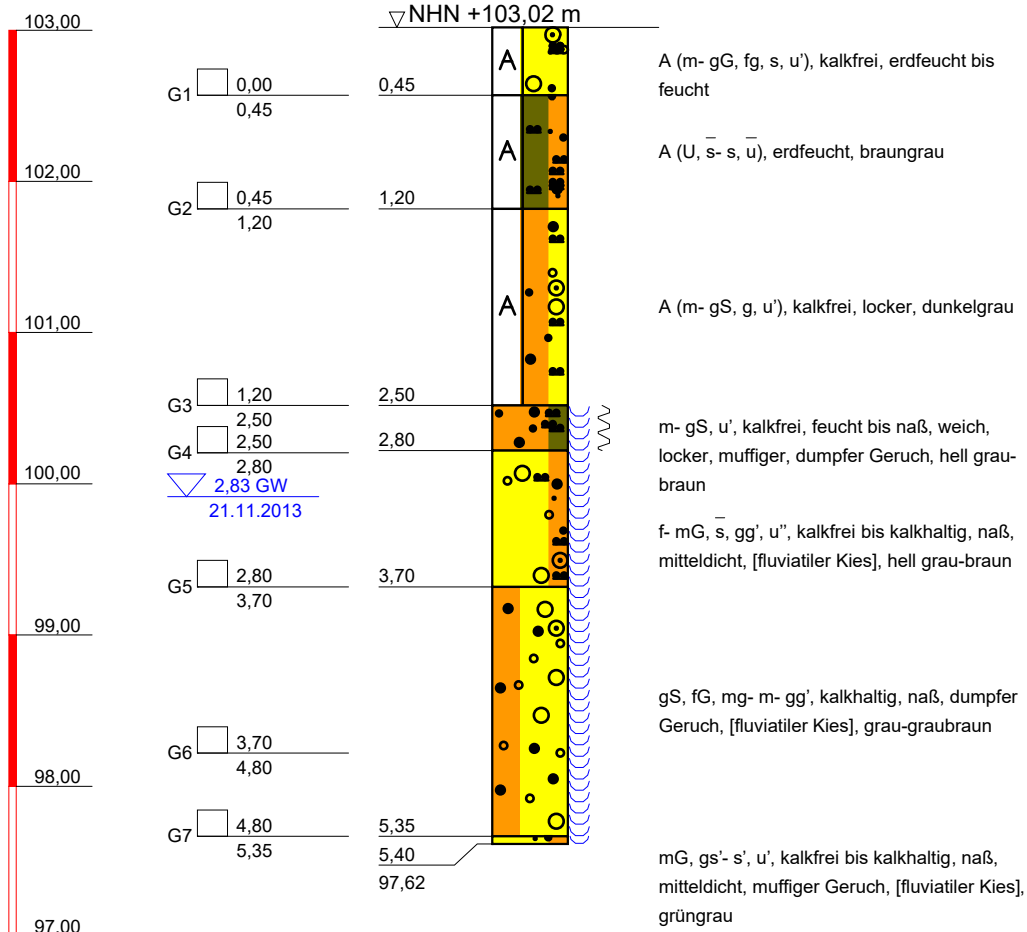 NHN +103,02 m
103,00
102,00
101,00
100,00
99,00
98,00
97,00
G1 0,00
0,45
G2 0,45
1,20
G3 1,20
2,50
G4 2,50
2,80
2,83 GW
21.11.2013
G5 2,80
3,70
G6 3,70
4,80
G7 4,80
5,35
0,45
1,20
2,50
2,80
3,70
5,35
5,40
97,62
A
A
A
A (m- gG, fg, s, u'), kalkfrei, erdfeucht bis
feucht
A (U, s̅- s, u̅), erdfeucht, braungrau
A (m- gS, g, u'), kalkfrei, locker, dunkelgrau
m- gS, u', kalkfrei, feucht bis naß, weich,
locker, muffiger, dumpfer Geruch, hell grau-
braun
f- mG, s̅, gg', u'', kalkfrei bis kalkhaltig, naß,
mitteldicht, [fluviatiler Kies], hell grau-braun
gS, fG, mg- m- gg', kalkhaltig, naß, dumpfer
Geruch, [fluviatiler Kies], grau-graubraun
mG, gs'- s', u', kalkfrei bis kalkhaltig, naß,
mitteldicht, muffiger Geruch, [fluviatiler Kies],
grüngrau